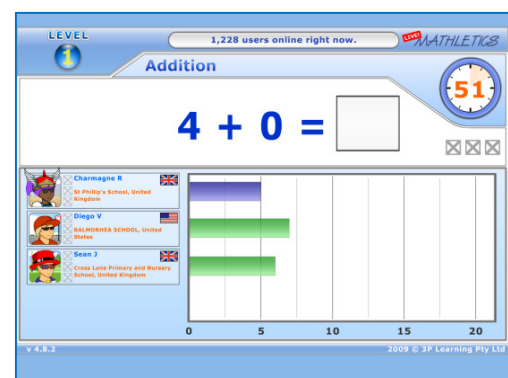 LEVEL
1
1,228 users online right now.
LIVE! MATHLETICS
Addition
51
4 + 0 =
Charmagne R
St Phillip's School, United
Kingdom
Diego V
BALMORHEA SCHOOL, United
States
Sean J
Cross Lane Primary and Nursery
School, United Kingdom
0 5 10 15 20
v 4.8.2
2009 © 3P Learning Pty Ltd